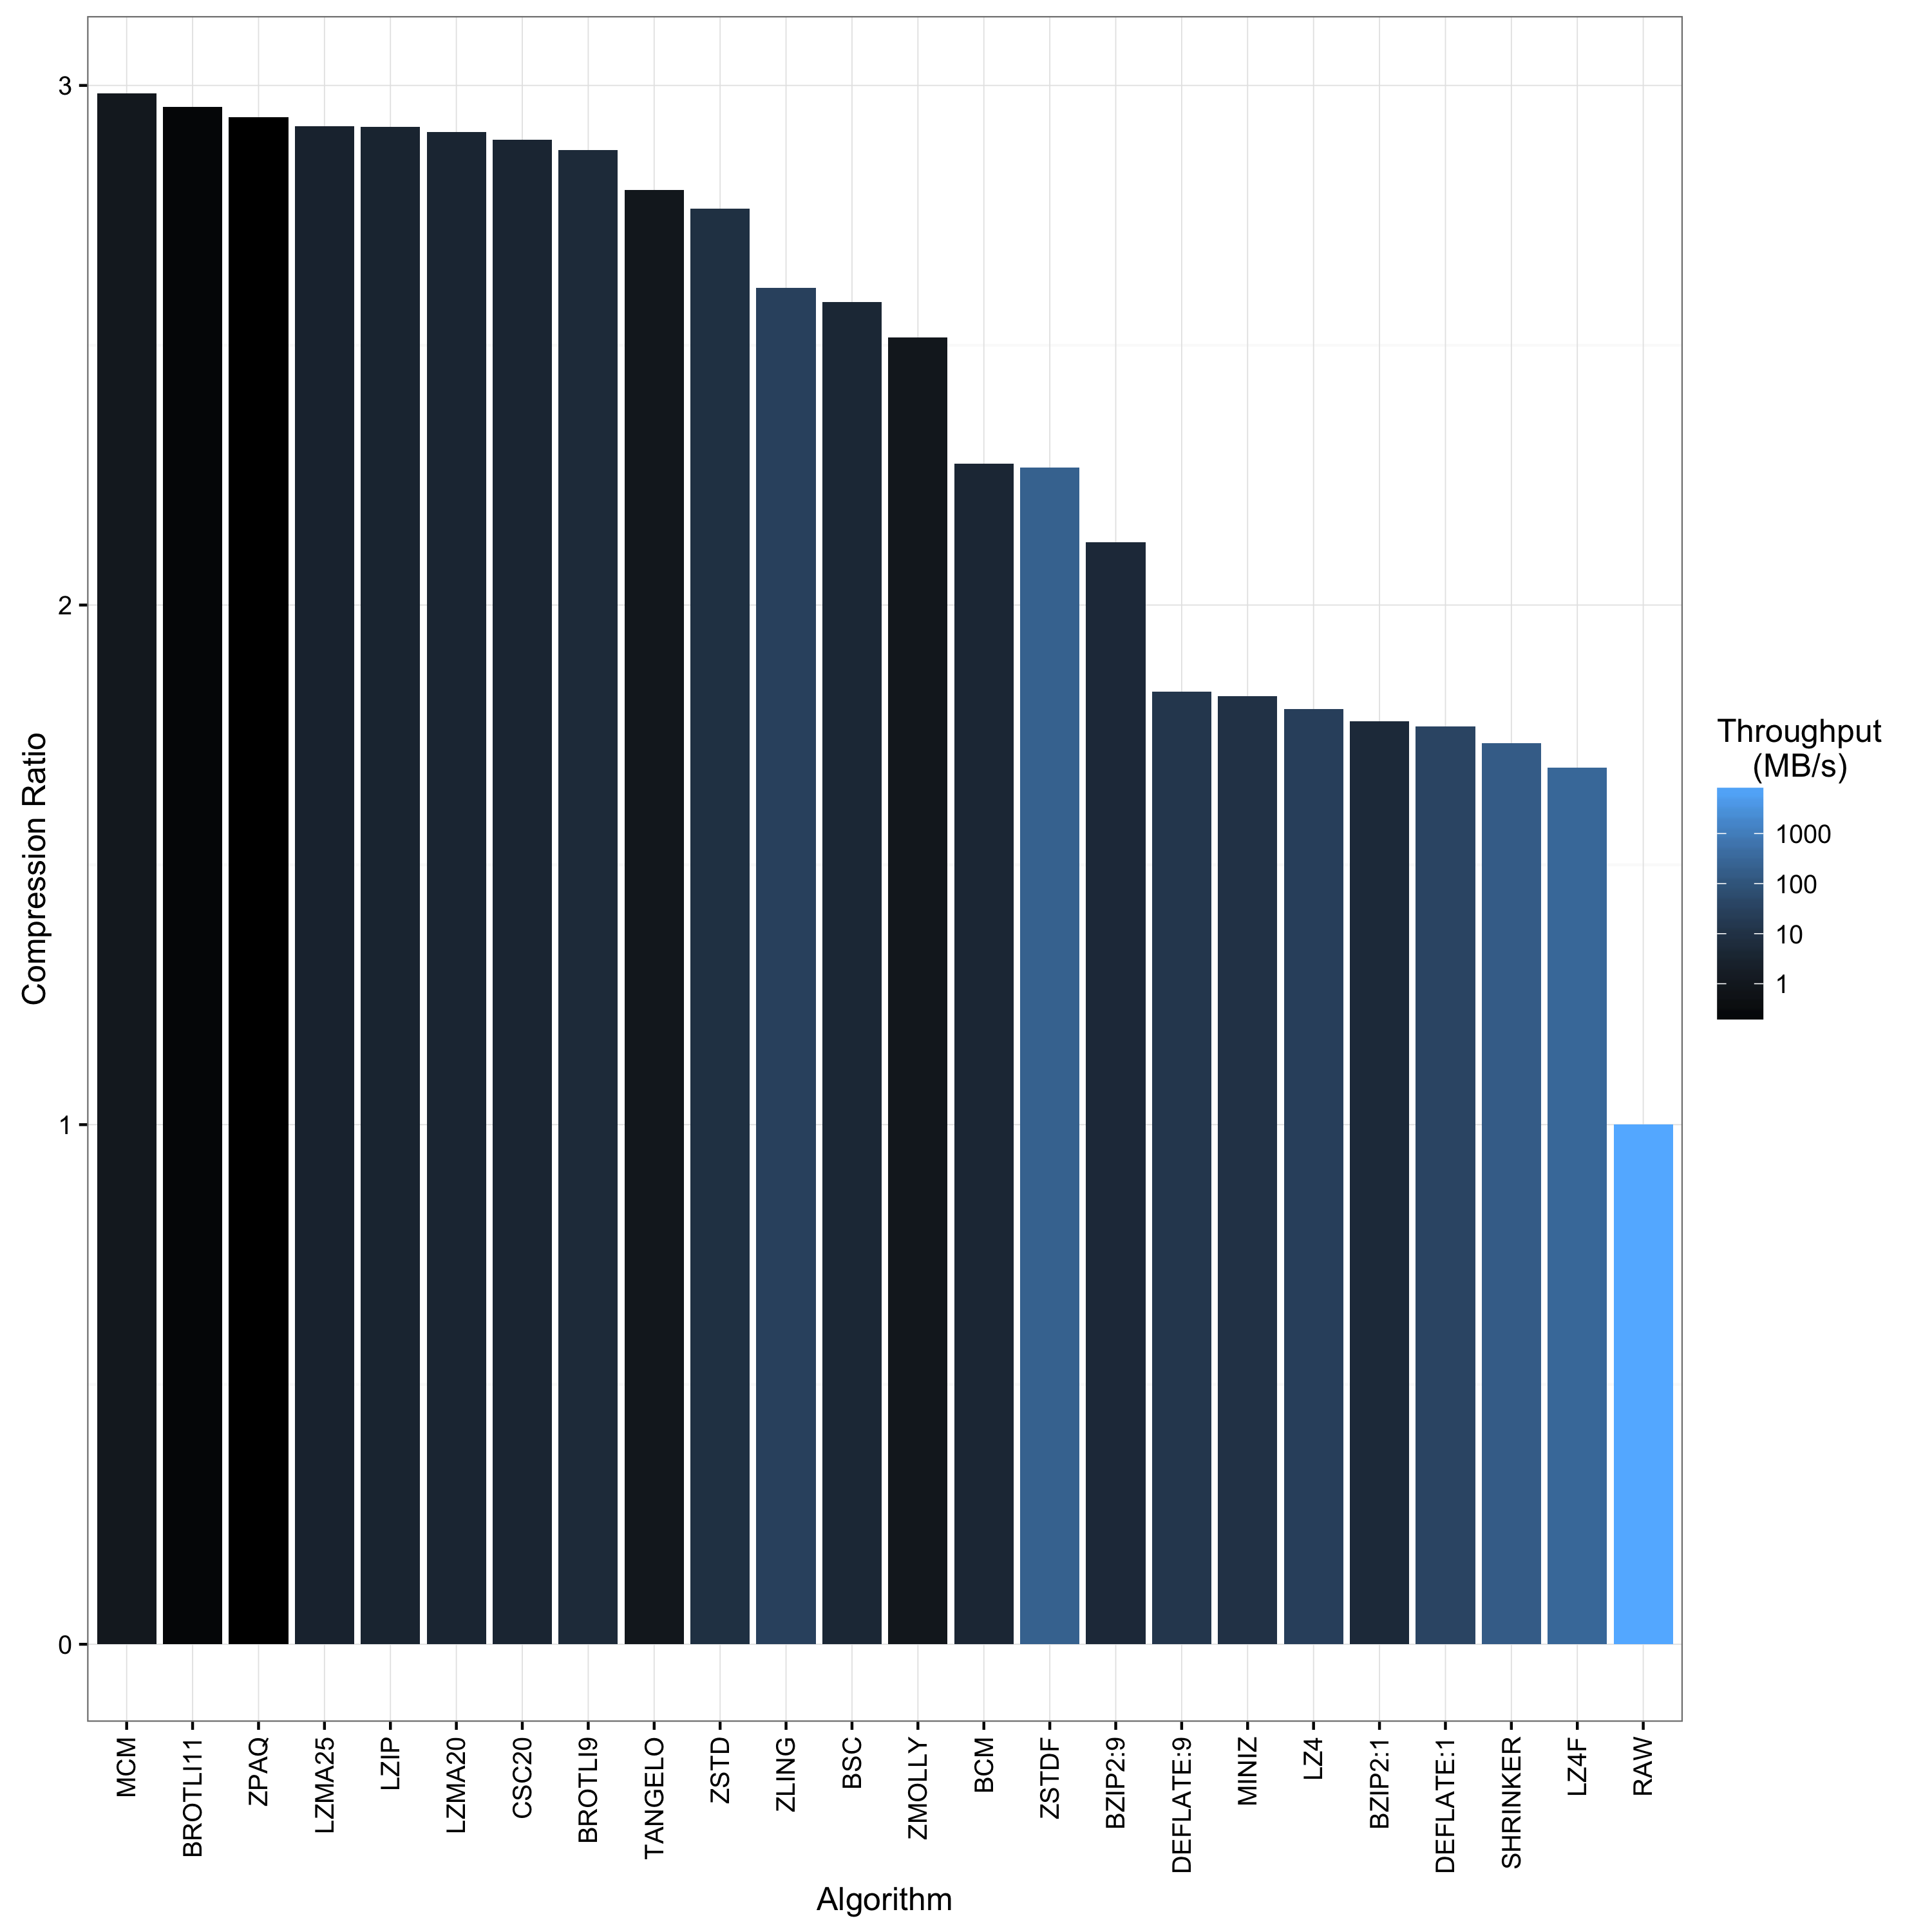 Compression Ratio
3
2
1
0
MCM
BROTLI11
ZPAQ
LZMA25
LZIP
LZMA20
CSC20
BROTLI9
TANGELO
ZSTD
ZLING
BSC
ZMOLLY
BCM
ZSTDF
BZIP2:9
DEFLATE:9
MINIZ
LZ4
BZIP2:1
DEFLATE:1
SHRINKER
LZ4F
RAW
Algorithm
Throughput
(MB/s)
1000
100
10
1